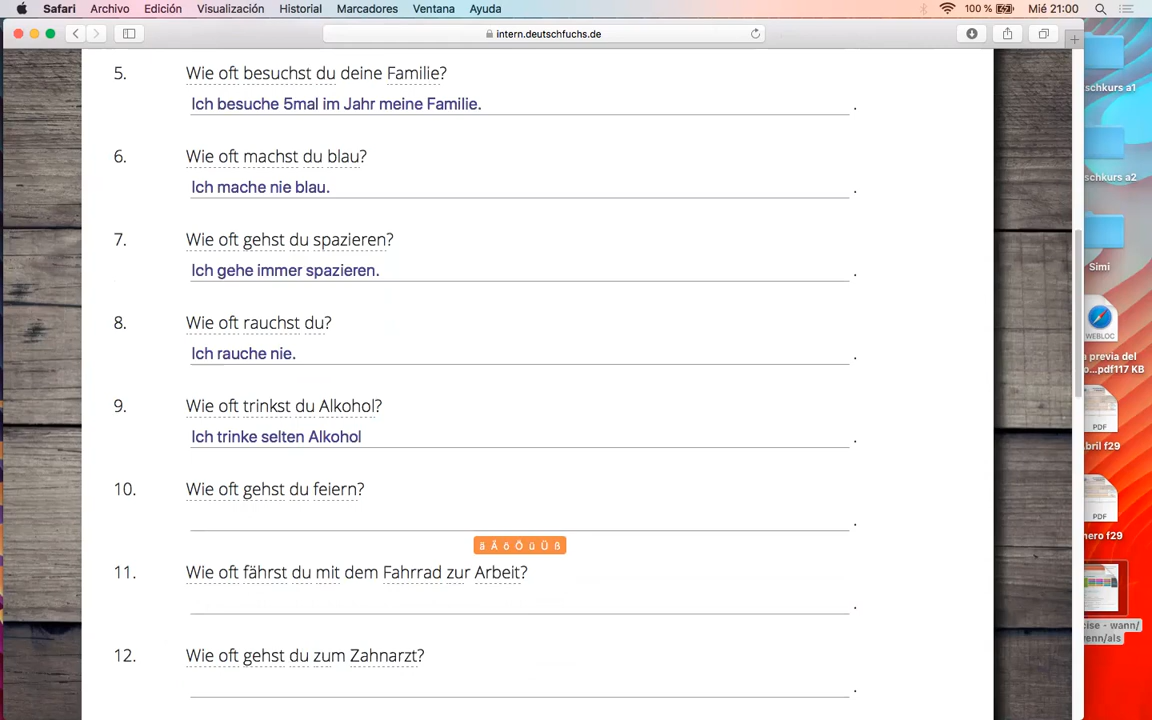 Safari Archivo Edición Visualización Historial Marcadores Ventana Ayuda 100 % Mié 21:00
intern.deutschfuchs.de
5. Wie oft besuchst du deine Familie?
Ich besuche 5mal im Jahr meine Familie. .
6. Wie oft machst du blau?
Ich mache nie blau. .
7. Wie oft gehst du spazieren?
Ich gehe immer spazieren. .
8. Wie oft rauchst du?
Ich rauche nie. .
9. Wie oft trinkst du Alkohol?
Ich trinke selten Alkohol .
10. Wie oft gehst du feiern?
.
ä Ä ö Ö ü Ü ß
11. Wie oft fährst du mit dem Fahrrad zur Arbeit?
.
12. Wie oft gehst du zum Zahnarzt?
.
schkurs a1
schkurs a2
Simi
WEBLOC
a previa del
o...pdf117 KB
PDF
bril f29
PDF
nero f29
cise - wann/
venn/als